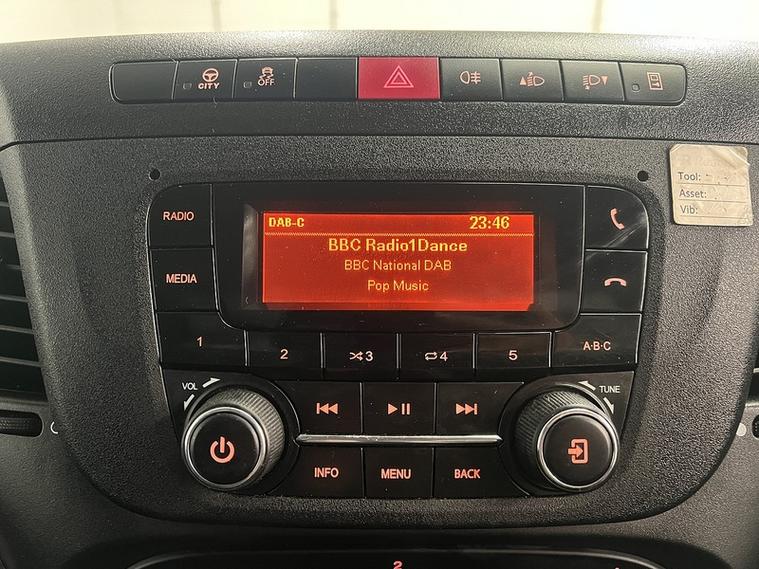 CITY
OFF
Tool:
Asset:
Vib:
RADIO
MEDIA
DAB-C 23:46
BBC Radio1Dance
BBC National DAB
Pop Music
1 2 3 4 5 A·B·C
VOL
TUNE
INFO MENU BACK
2